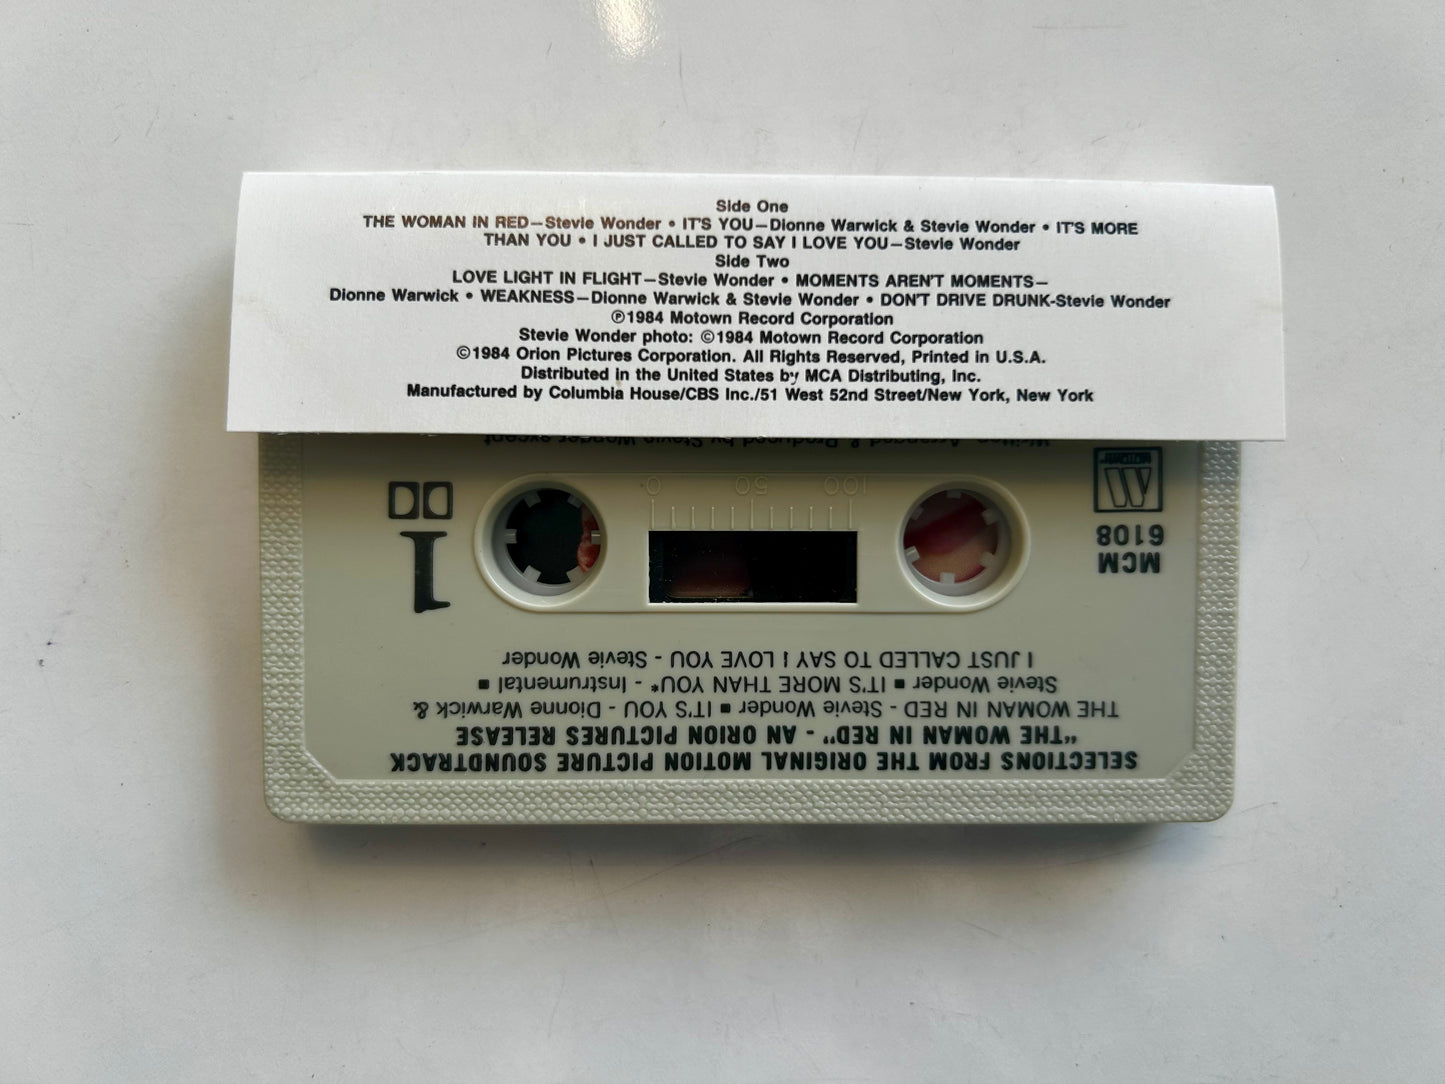 Side One
THE WOMAN IN RED—Stevie Wonder • IT'S YOU—Dionne Warwick & Stevie Wonder • IT'S MORE
THAN YOU • I JUST CALLED TO SAY I LOVE YOU—Stevie Wonder
Side Two
LOVE LIGHT IN FLIGHT—Stevie Wonder • MOMENTS AREN'T MOMENTS—
Dionne Warwick • WEAKNESS—Dionne Warwick & Stevie Wonder • DON'T DRIVE DRUNK-Stevie Wonder
℗1984 Motown Record Corporation
Stevie Wonder photo: ©1984 Motown Record Corporation
©1984 Orion Pictures Corporation. All Rights Reserved, Printed in U.S.A.
Distributed in the United States by MCA Distributing, Inc.
Manufactured by Columbia House/CBS Inc./51 West 52nd Street/New York, New York
SELECTIONS FROM THE ORIGINAL MOTION PICTURE SOUNDTRACK
"THE WOMAN IN RED" - AN ORION PICTURES RELEASE
THE WOMAN IN RED - Stevie Wonder ■ IT'S YOU - Dionne Warwick &
Stevie Wonder ■ IT'S MORE THAN YOU* - Instrumental ■
I JUST CALLED TO SAY I LOVE YOU - Stevie Wonder
MCM
6108
1
100 50 0
Written, Arranged & Produced by Stevie Wonder except